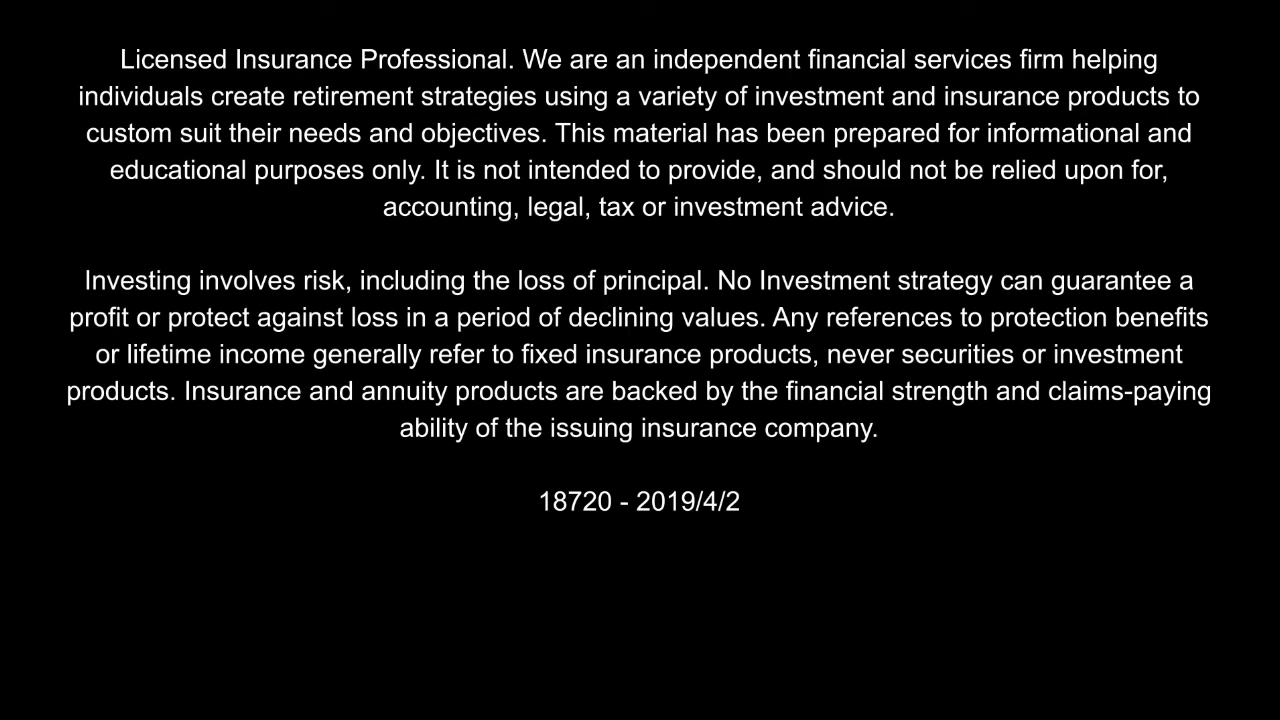 Licensed Insurance Professional. We are an independent financial services firm helping
individuals create retirement strategies using a variety of investment and insurance products to
custom suit their needs and objectives. This material has been prepared for informational and
educational purposes only. It is not intended to provide, and should not be relied upon for,
accounting, legal, tax or investment advice.
Investing involves risk, including the loss of principal. No Investment strategy can guarantee a
profit or protect against loss in a period of declining values. Any references to protection benefits
or lifetime income generally refer to fixed insurance products, never securities or investment
products. Insurance and annuity products are backed by the financial strength and claims-paying
ability of the issuing insurance company.
18720 - 2019/4/2